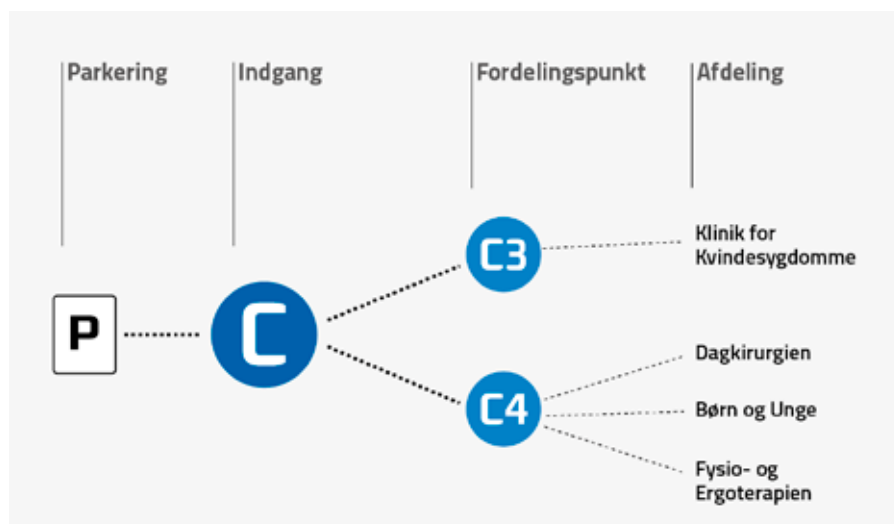 Parkering
Indgang
Fordelingspunkt
Afdeling
P
C
C3
C4
Klinik for
Kvindesygdomme
Dagkirurgien
Børn og Unge
Fysio- og
Ergoterapien